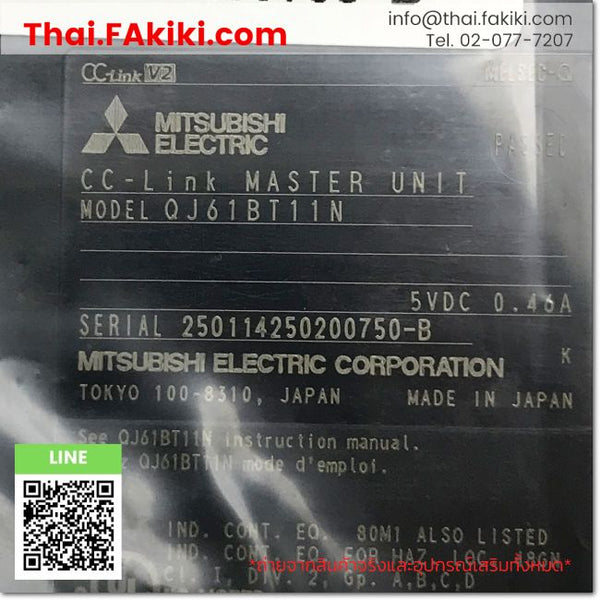 Thai.FAkiki.com
info@thai.fakiki.com
Tel. 02-077-7207
CC-Link V2
MELSEC-Q
MITSUBISHI
ELECTRIC
PASSED
CC-Link MASTER UNIT
MODEL QJ61BT11N
5VDC 0.46A
SERIAL 250114250200750-B
MITSUBISHI ELECTRIC CORPORATION
K
TOKYO 100-8310, JAPAN MADE IN JAPAN
See QJ61BT11N instruction manual.
QJ61BT11N mode d'emploi.
LINE
IND. CONT. EQ. 80M1 ALSO LISTED
IND. CONT. EQ. FOR HAZ. LOC. 48GN
CL. I, DIV. 2, Gp. A,B,C,D
*ถ่ายจากสินค้าจริงและอุปกรณ์เสริมทั้งหมด*